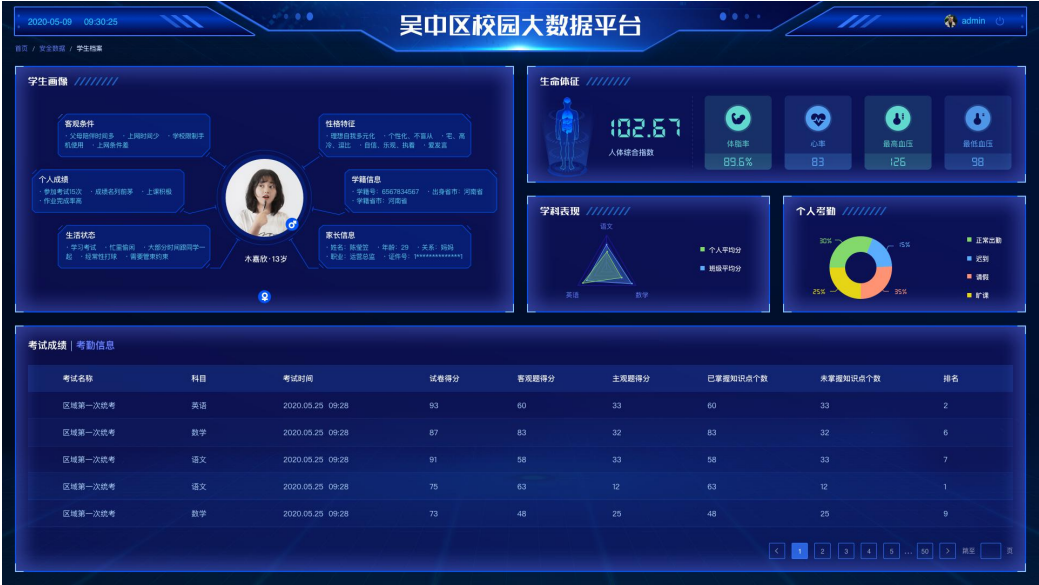 2020-05-09 09:30:25
吴中区校园大数据平台
admin
首页 / 安全数据 / 学生档案
学生画像
客观条件
· 父母陪伴时间多 · 上网时间少 · 学校限制手
机使用 · 上网条件差
性格特征
· 理想自我多元化 · 个性化、不盲从 · 宅、高
冷、逗比 · 自信、乐观、执着 · 爱发言
个人成绩
· 参加考试15次 · 成绩名列前茅 · 上课积极
· 作业完成率高
学籍信息
· 学籍号：6567834567 · 出身省市：河南省
· 学籍省市：河南省
生活状态
· 学习考试 · 忙里偷闲 · 大部分时间跟同学一
起 · 经常性打球 · 需要管束约束
家长信息
· 姓名：陈莹莹 · 年龄：29 · 关系：妈妈
· 职业：运营总监 · 证件号：1**************1
木嘉欣·13岁
生命体征
102.67
人体综合指数
体脂率
89.6%
心率
83
最高血压
126
最低血压
98
学科表现
语文
英语
数学
个人平均分
班级平均分
个人考勤
30%
15%
25%
35%
正常出勤
迟到
请假
旷课
考试成绩 | 考勤信息
考试名称 科目 考试时间 试卷得分 客观题得分 主观题得分 已掌握知识点个数 未掌握知识点个数 排名
区域第一次统考 英语 2020.05.25 09:28 93 60 33 60 33 2
区域第一次统考 数学 2020.05.25 09:28 87 83 32 83 32 6
区域第一次统考 语文 2020.05.25 09:28 91 58 33 58 33 7
区域第一次统考 语文 2020.05.25 09:28 75 63 12 63 12 1
区域第一次统考 数学 2020.05.25 09:28 73 48 25 48 25 9
< 1 2 3 4 5 ... 50 > 跳至 页